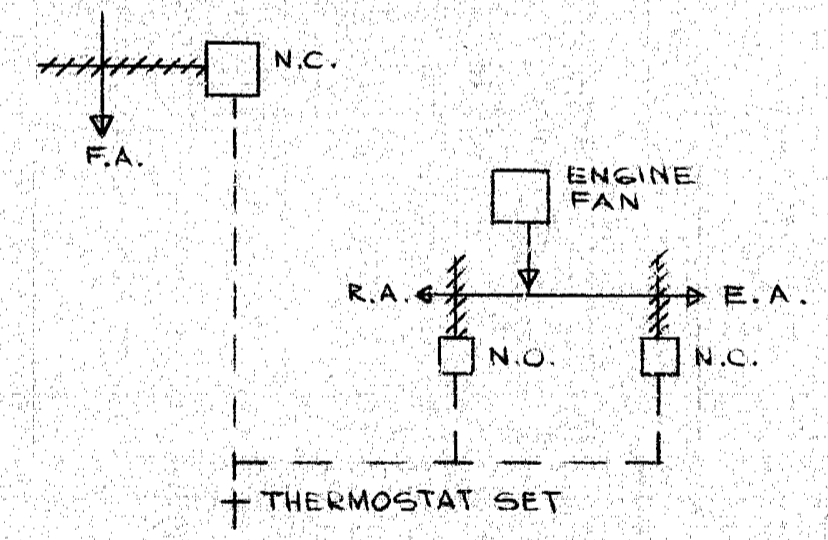 N.C.
F.A.
ENGINE
FAN
R.A.
E.A.
N.O.
N.C.
THERMOSTAT SET